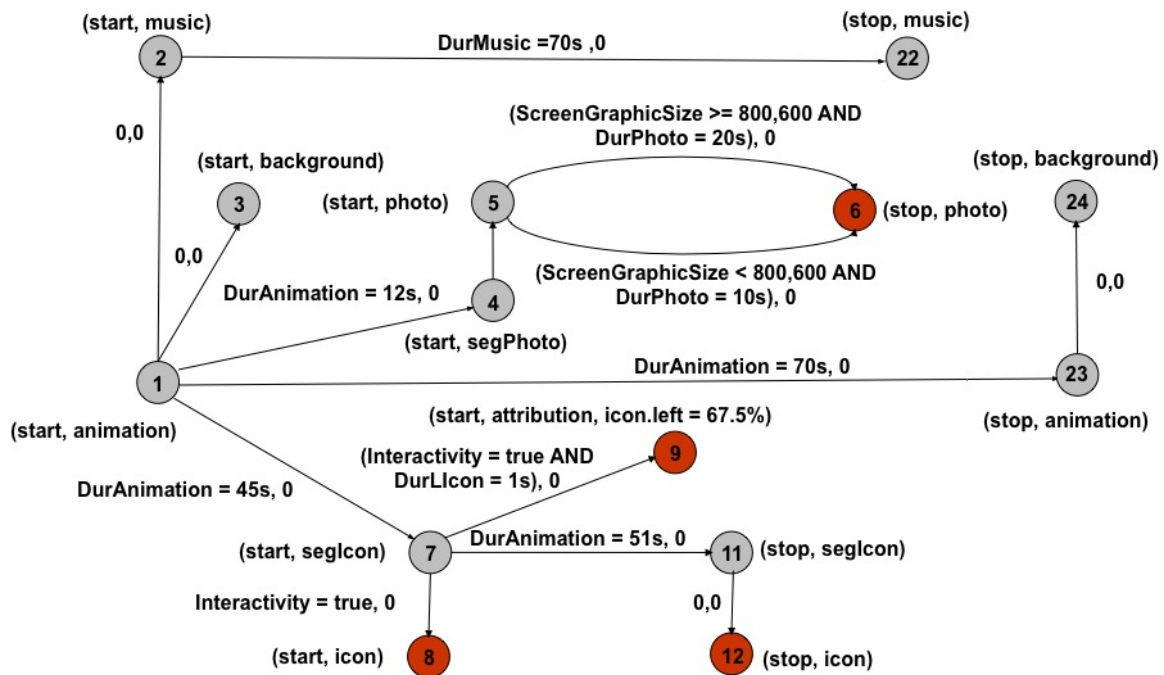 (start, music)
2
DurMusic =70s ,0
(stop, music)
22
0,0
(start, background)
3
0,0
(ScreenGraphicSize >= 800,600 AND
DurPhoto = 20s), 0
(start, photo)
5
6
(stop, photo)
(ScreenGraphicSize < 800,600 AND
DurPhoto = 10s), 0
(stop, background)
24
0,0
DurAnimation = 12s, 0
4
(start, segPhoto)
1
(start, animation)
DurAnimation = 70s, 0
23
(stop, animation)
(start, attribution, icon.left = 67.5%)
9
(Interactivity = true AND
DurLIcon = 1s), 0
DurAnimation = 45s, 0
(start, segIcon)
7
DurAnimation = 51s, 0
11
(stop, segIcon)
Interactivity = true, 0
0,0
(start, icon)
8
12
(stop, icon)